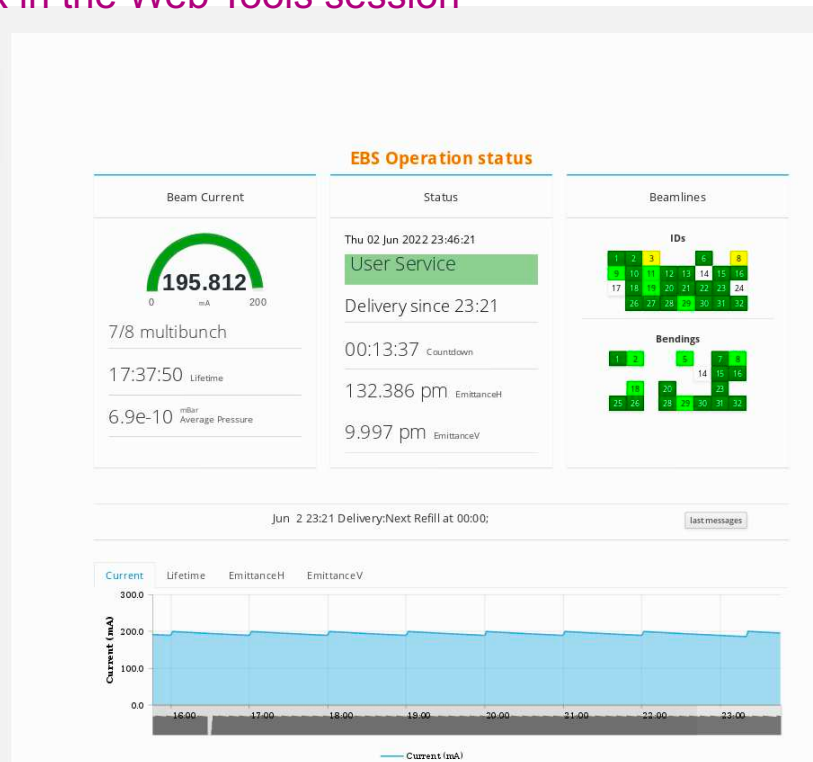 k in the Web Tools session
EBS Operation status
Beam Current
195.812
0 mA 200
7/8 multibunch
17:37:50 Lifetime
6.9e-10 mBar Average Pressure
Status
Thu 02 Jun 2022 23:46:21
User Service
Delivery since 23:21
00:13:37 Countdown
132.386 pm EmittanceH
9.997 pm EmittanceV
Beamlines
IDs
1 2 3 6 8
9 10 11 12 13 14 15 16
17 18 19 20 21 22 23 24
26 27 28 29 30 31 32
Bendings
1 2 5 7 8
14 15 16
18 20 23
25 26 28 29 30 31 32
Jun 2 23:21 Delivery:Next Refill at 00:00;
last messages
Current Lifetime EmittanceH EmittanceV
300.0
200.0
100.0
0.0
Current (mA)
16:00 17:00 18:00 19:00 20:00 21:00 22:00 23:00
Current (mA)